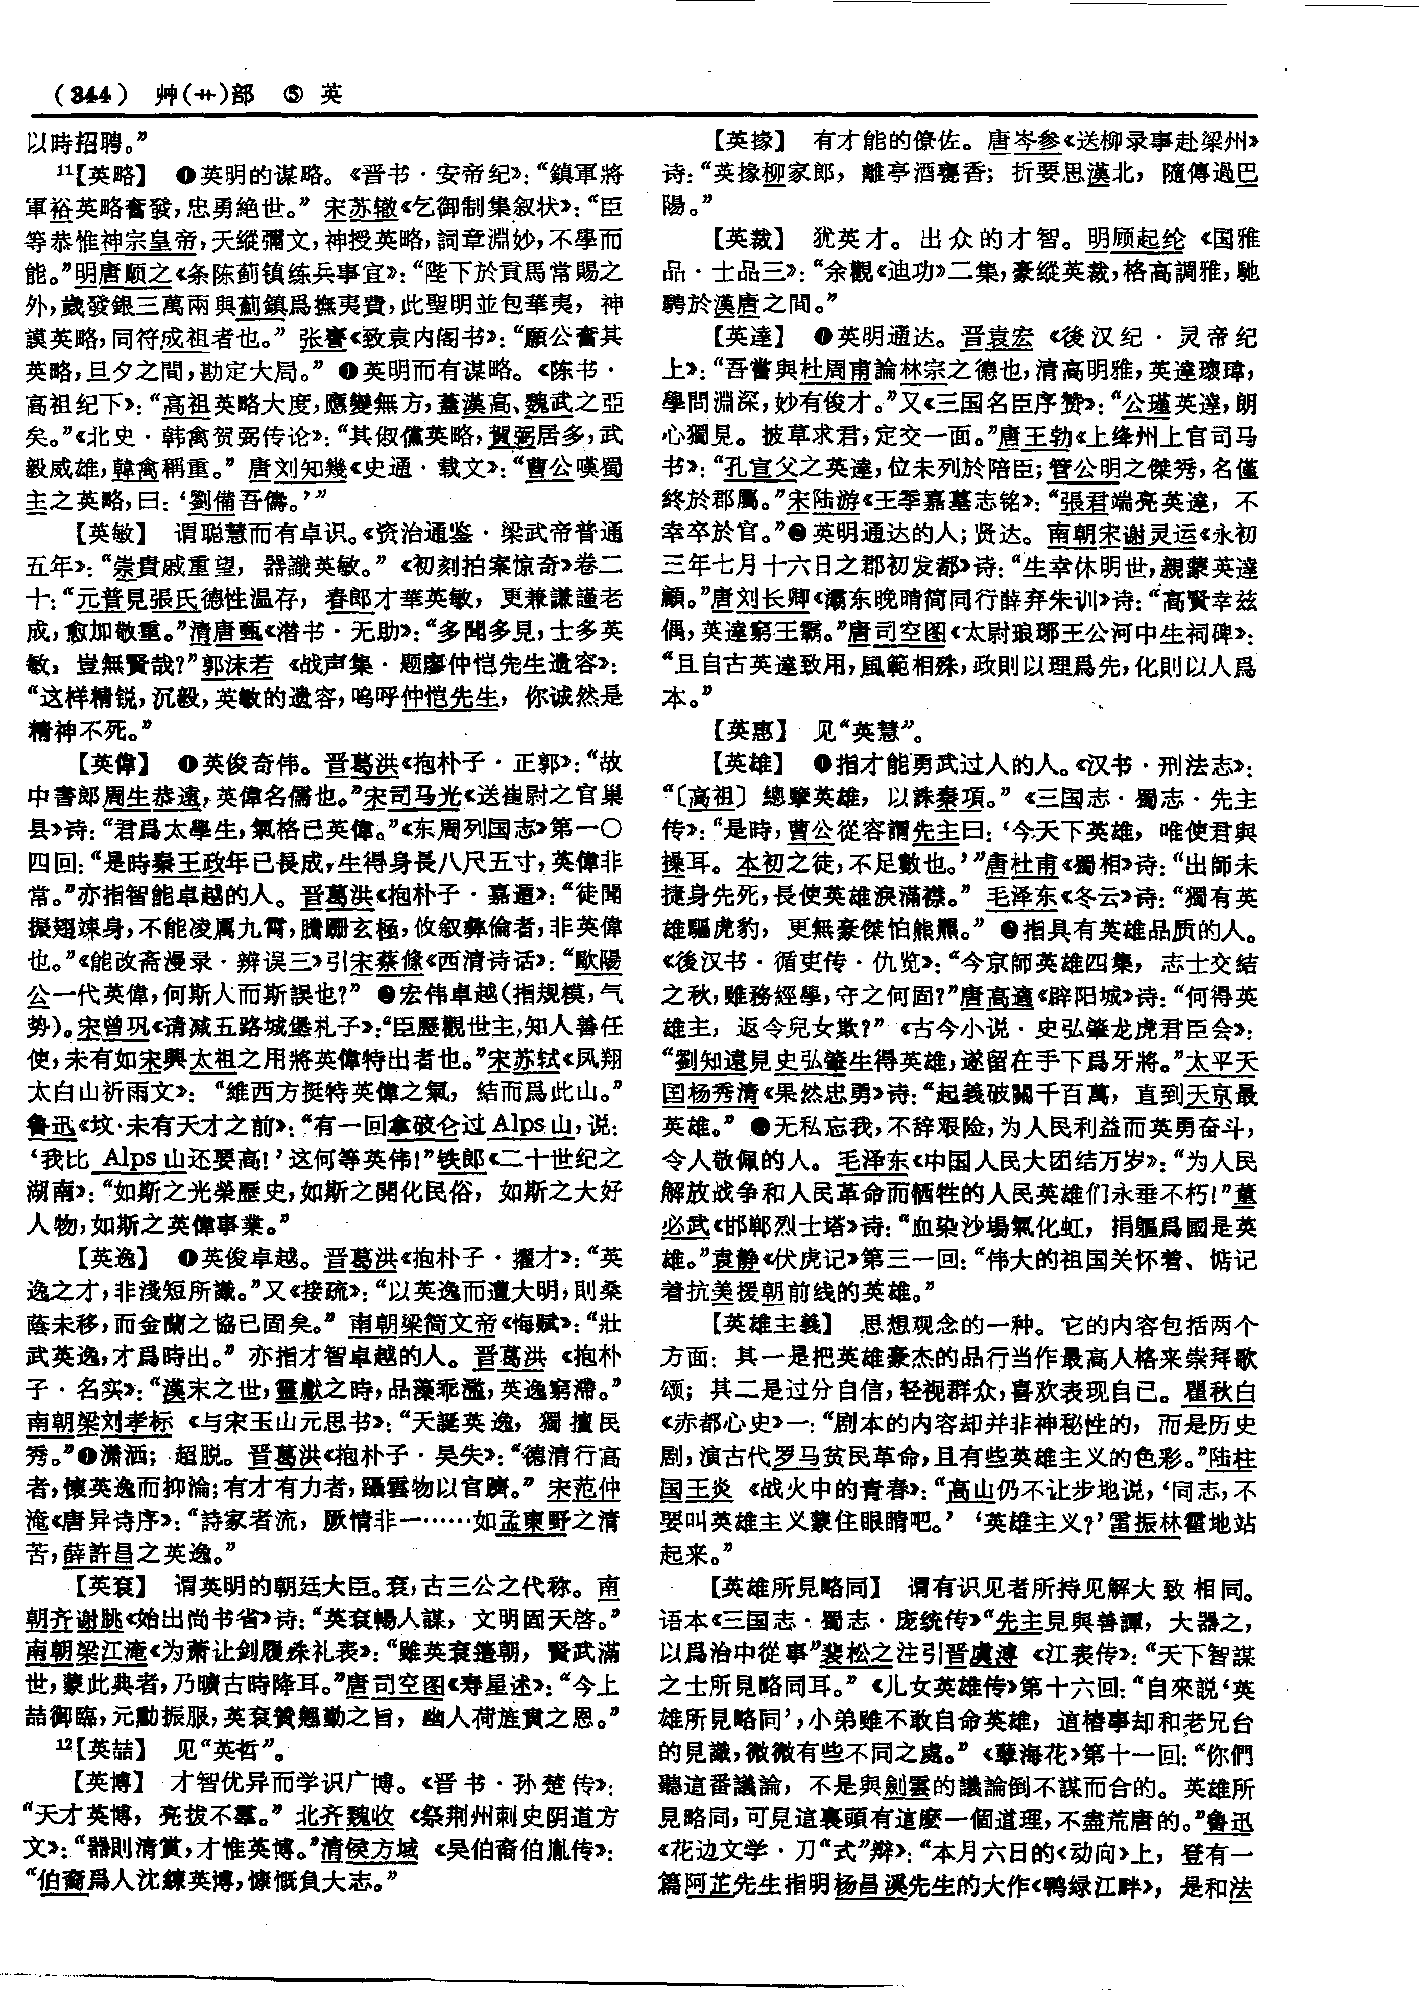 (344) 艸(艹)部 ⑤ 英
以時招聘。”
11【英略】 ❶英明的谋略。《晋书·安帝纪》：“鎮軍將
軍裕英略奮發，忠勇絶世。” 宋苏辙《乞御制集叙状》：“臣
等恭惟神宗皇帝，天縱彌文，神授英略，詞章淵妙，不學而
能。”明唐顺之《条陈蓟镇练兵事宜》：“陛下於貢馬常賜之
外，歲發銀三萬兩與薊鎮爲撫夷費，此聖明並包華夷，神
謨英略，同符成祖者也。” 张謇《致袁内阁书》：“願公奮其
英略，旦夕之間，勘定大局。” ❷英明而有谋略。《陈书·
高祖纪下》：“高祖英略大度，應變無方，蓋漢高、魏武之亞
矣。”《北史·韩禽贺弼传论》：“其俶儻英略，賀弼居多，武
毅威雄，韓禽稱重。” 唐刘知幾《史通·载文》：“曹公嘆蜀
主之英略，曰：‘劉備吾儔。’”
【英敏】 谓聪慧而有卓识。《资治通鉴·梁武帝普通
五年》：“崇貴戚重望，器識英敏。” 《初刻拍案惊奇》卷二
十：“元普見張氏德性温存，春郎才華英敏，更兼謙謹老
成，愈加敬重。”清唐甄《潜书·无助》：“多聞多見，士多英
敏，豈無賢哉？”郭沫若《战声集·题廖仲恺先生遗容》：
“这样精锐，沉毅，英敏的遗容，呜呼仲恺先生，你诚然是
精神不死。”
【英偉】 ❶英俊奇伟。晋葛洪《抱朴子·正郭》：“故
中書郎周生恭遠，英偉名儒也。”宋司马光《送崔尉之官巢
县》诗：“君爲太學生，氣格已英偉。”《东周列国志》第一〇
四回：“是時秦王政年已長成，生得身長八尺五寸，英偉非
常。”亦指智能卓越的人。晋葛洪《抱朴子·嘉遁》：“徒聞
振翅竦身，不能凌厲九霄，騰跚玄極，攸叙彝倫者，非英偉
也。”《能改斋漫录·辨误三》引宋蔡絛《西清诗话》：“歐陽
公一代英偉，何斯人而斯誤也？” ❷宏伟卓越(指规模，气
势)。宋曾巩《请减五路城堡札子》：“臣歷觀世主，知人善任
使，未有如宋興太祖之用將英偉特出者也。”宋苏轼《凤翔
太白山祈雨文》：“維西方挺特英偉之氣，結而爲此山。”
鲁迅《坟·未有天才之前》：“有一回拿破仑过Alps山，说：
‘我比Alps山还要高！’这何等英伟！”铁郎《二十世纪之
湖南》：“如斯之光榮歷史，如斯之開化民俗，如斯之大好
人物，如斯之英偉事業。”
【英逸】 ❶英俊卓越。晋葛洪《抱朴子·擢才》：“英
逸之才，非淺短所識。”又《接疏》：“以英逸而遭大明，則桑
蔭未移，而金蘭之協已固矣。” 南朝梁简文帝《悔赋》：“壯
武英逸，才爲時出。” 亦指才智卓越的人。晋葛洪《抱朴
子·名实》：“漢末之世，靈獻之時，品藻乖濫，英逸窮滯。”
南朝梁刘孝标《与宋玉山元思书》：“天誕英逸，獨擅民
秀。”❷潇洒；超脱。晋葛洪《抱朴子·吴失》：“德清行高
者，懷英逸而抑淪；有才有力者，躡雲物以官躋。” 宋范仲
淹《唐异诗序》：“詩家者流，厥情非一……如孟東野之清
苦，薛許昌之英逸。”
【英袞】 谓英明的朝廷大臣。袞，古三公之代称。南
朝齐谢朓《始出尚书省》诗：“英袞暢人謀，文明固天啓。”
南朝梁江淹《为萧让剑履殊礼表》：“雖英袞遵朝，賢武滿
世，蒙此典者，乃曠古時降耳。”唐司空图《寿星述》：“今上
喆御臨，元勳振服，英袞贊翹勤之旨，幽人荷旌賁之恩。”
12【英喆】 见“英哲”。
【英博】 才智优异而学识广博。《晋书·孙楚传》：
“天才英博，亮拔不羣。” 北齐魏收《祭荆州刺史阴道方
文》：“器則清賞，才惟英博。”清侯方域《吴伯裔伯胤传》：
“伯裔爲人沈鍊英博，慷慨負大志。”
【英掾】 有才能的僚佐。唐岑参《送柳录事赴梁州》
诗：“英掾柳家郎，離亭酒甕香；折要思漢北，隨傳過巴
陽。”
【英裁】 犹英才。出众的才智。明顾起纶《国雅
品·士品三》：“余觀《迪功》二集，豪縱英裁，格高調雅，馳
騁於漢唐之間。”
【英達】 ❶英明通达。晋袁宏《後汉纪·灵帝纪
上》：“吾嘗與杜周甫論林宗之德也，清高明雅，英達瓌瑋，
學問淵深，妙有俊才。”又《三国名臣序赞》：“公瑾英達，朗
心獨見。披草求君，定交一面。”唐王勃《上绛州上官司马
书》：“孔宣父之英達，位未列於陪臣；管公明之傑秀，名僅
終於郡屬。”宋陆游《王季嘉墓志铭》：“張君端亮英達，不
幸卒於官。”❷英明通达的人；贤达。南朝宋谢灵运《永初
三年七月十六日之郡初发都》诗：“生幸休明世，親蒙英達
顧。”唐刘长卿《灞东晚晴简同行薛弃朱训》诗：“高賢幸兹
偶，英達窮王霸。”唐司空图《太尉琅琊王公河中生祠碑》：
“且自古英達致用，風範相殊，政則以理爲先，化則以人爲
本。”
【英惠】 见“英慧”。
【英雄】 ❶指才能勇武过人的人。《汉书·刑法志》：
“〔高祖〕總擥英雄，以誅秦項。” 《三国志·蜀志·先主
传》：“是時，曹公從容謂先主曰：‘今天下英雄，唯使君與
操耳。本初之徒，不足數也。’”唐杜甫《蜀相》诗：“出師未
捷身先死，長使英雄淚滿襟。” 毛泽东《冬云》诗：“獨有英
雄驅虎豹，更無豪傑怕熊羆。” ❷指具有英雄品质的人。
《後汉书·循吏传·仇览》：“今京師英雄四集，志士交結
之秋，雖務經學，守之何固？”唐高適《辟阳城》诗：“何得英
雄主，返令兒女欺？” 《古今小说·史弘肇龙虎君臣会》：
“劉知遠見史弘肇生得英雄，遂留在手下爲牙將。”太平天
囯杨秀清《果然忠勇》诗：“起義破關千百萬，直到天京最
英雄。” ❸无私忘我，不辞艰险，为人民利益而英勇奋斗，
令人敬佩的人。毛泽东《中国人民大团结万岁》：“为人民
解放战争和人民革命而牺牲的人民英雄们永垂不朽！”董
必武《邯郸烈士塔》诗：“血染沙場氣化虹，捐軀爲國是英
雄。”袁静《伏虎记》第三一回：“伟大的祖国关怀着、惦记
着抗美援朝前线的英雄。”
【英雄主義】 思想观念的一种。它的内容包括两个
方面：其一是把英雄豪杰的品行当作最高人格来崇拜歌
颂；其二是过分自信，轻视群众，喜欢表现自己。瞿秋白
《赤都心史》一：“剧本的内容却并非神秘性的，而是历史
剧，演古代罗马贫民革命，且有些英雄主义的色彩。”陆柱
国王炎《战火中的青春》：“高山仍不让步地说，‘同志，不
要叫英雄主义蒙住眼睛吧。’‘英雄主义？’雷振林霍地站
起来。”
【英雄所見略同】 谓有识见者所持见解大致相同。
语本《三国志·蜀志·庞统传》“先主見與善譚，大器之，
以爲治中從事”裴松之注引晋虞溥《江表传》：“天下智謀
之士所見略同耳。” 《儿女英雄传》第十六回：“自來説‘英
雄所見略同’，小弟雖不敢自命英雄，這樁事却和老兄台
的見識，微微有些不同之處。” 《孽海花》第十一回：“你們
聽這番議論，不是與劍雲的議論倒不謀而合的。英雄所
見略同，可見這裏頭有這麼一個道理，不盡荒唐的。”鲁迅
《花边文学·刀“式”辩》：“本月六日的《动向》上，登有一
篇阿芷先生指明杨昌溪先生的大作《鸭绿江畔》，是和法